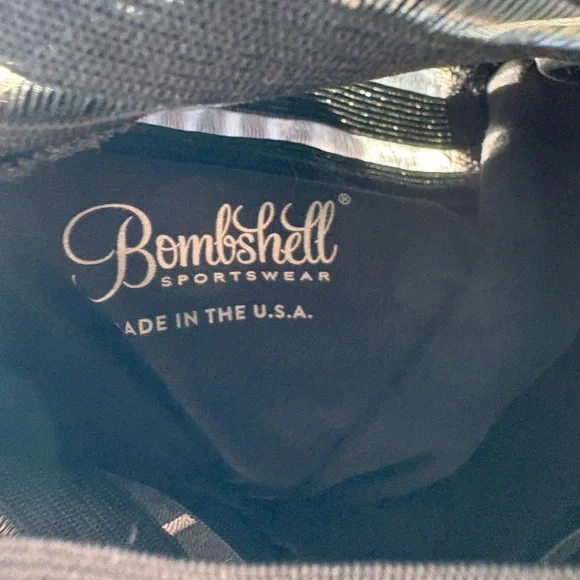 Bombshell®
SPORTSWEAR
ADE IN THE U.S.A.